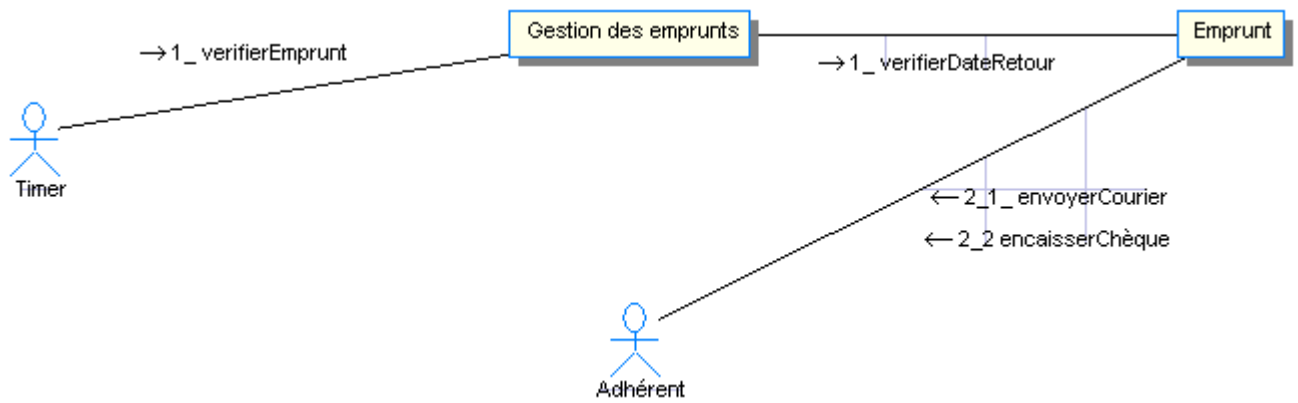 Gestion des emprunts
Emprunt
→1_ verifierEmprunt
→1_ verifierDateRetour
Timer
←2_1_ envoyerCourier
←2_2 encaisserChèque
Adhérent